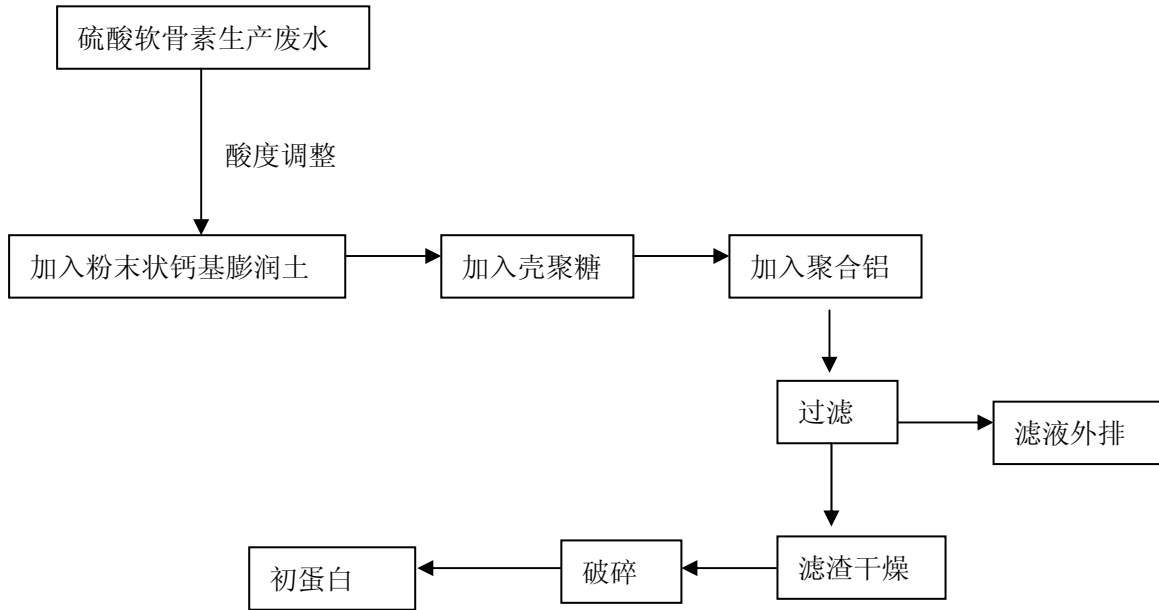 硫酸软骨素生产废水
酸度调整
加入粉末状钙基膨润土
加入壳聚糖
加入聚合铝
过滤
滤液外排
滤渣干燥
破碎
初蛋白